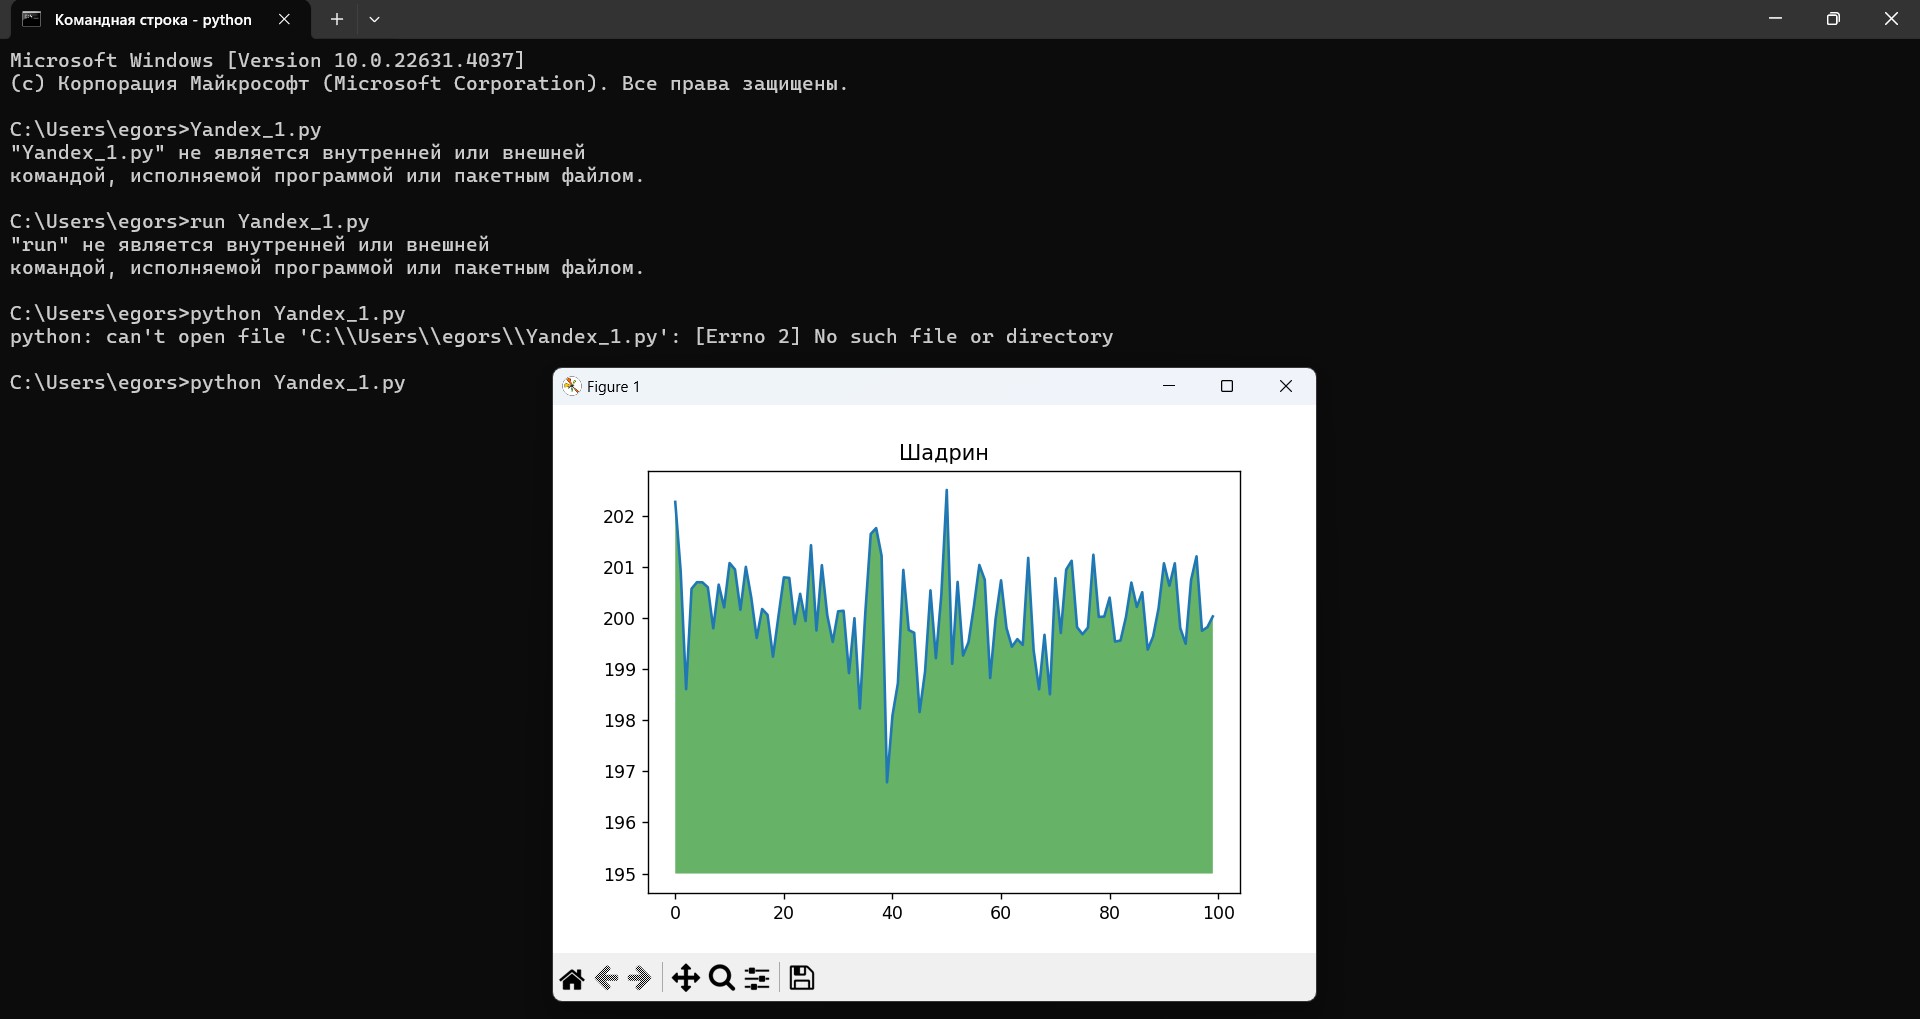 Командная строка - python
Microsoft Windows [Version 10.0.22631.4037]
(c) Корпорация Майкрософт (Microsoft Corporation). Все права защищены.
C:\Users\egors>Yandex_1.py
"Yandex_1.py" не является внутренней или внешней
командой, исполняемой программой или пакетным файлом.
C:\Users\egors>run Yandex_1.py
"run" не является внутренней или внешней
командой, исполняемой программой или пакетным файлом.
C:\Users\egors>python Yandex_1.py
python: can't open file 'C:\\Users\\egors\\Yandex_1.py': [Errno 2] No such file or directory
C:\Users\egors>python Yandex_1.py
Figure 1
Шадрин
202
201
200
199
198
197
196
195
0 20 40 60 80 100